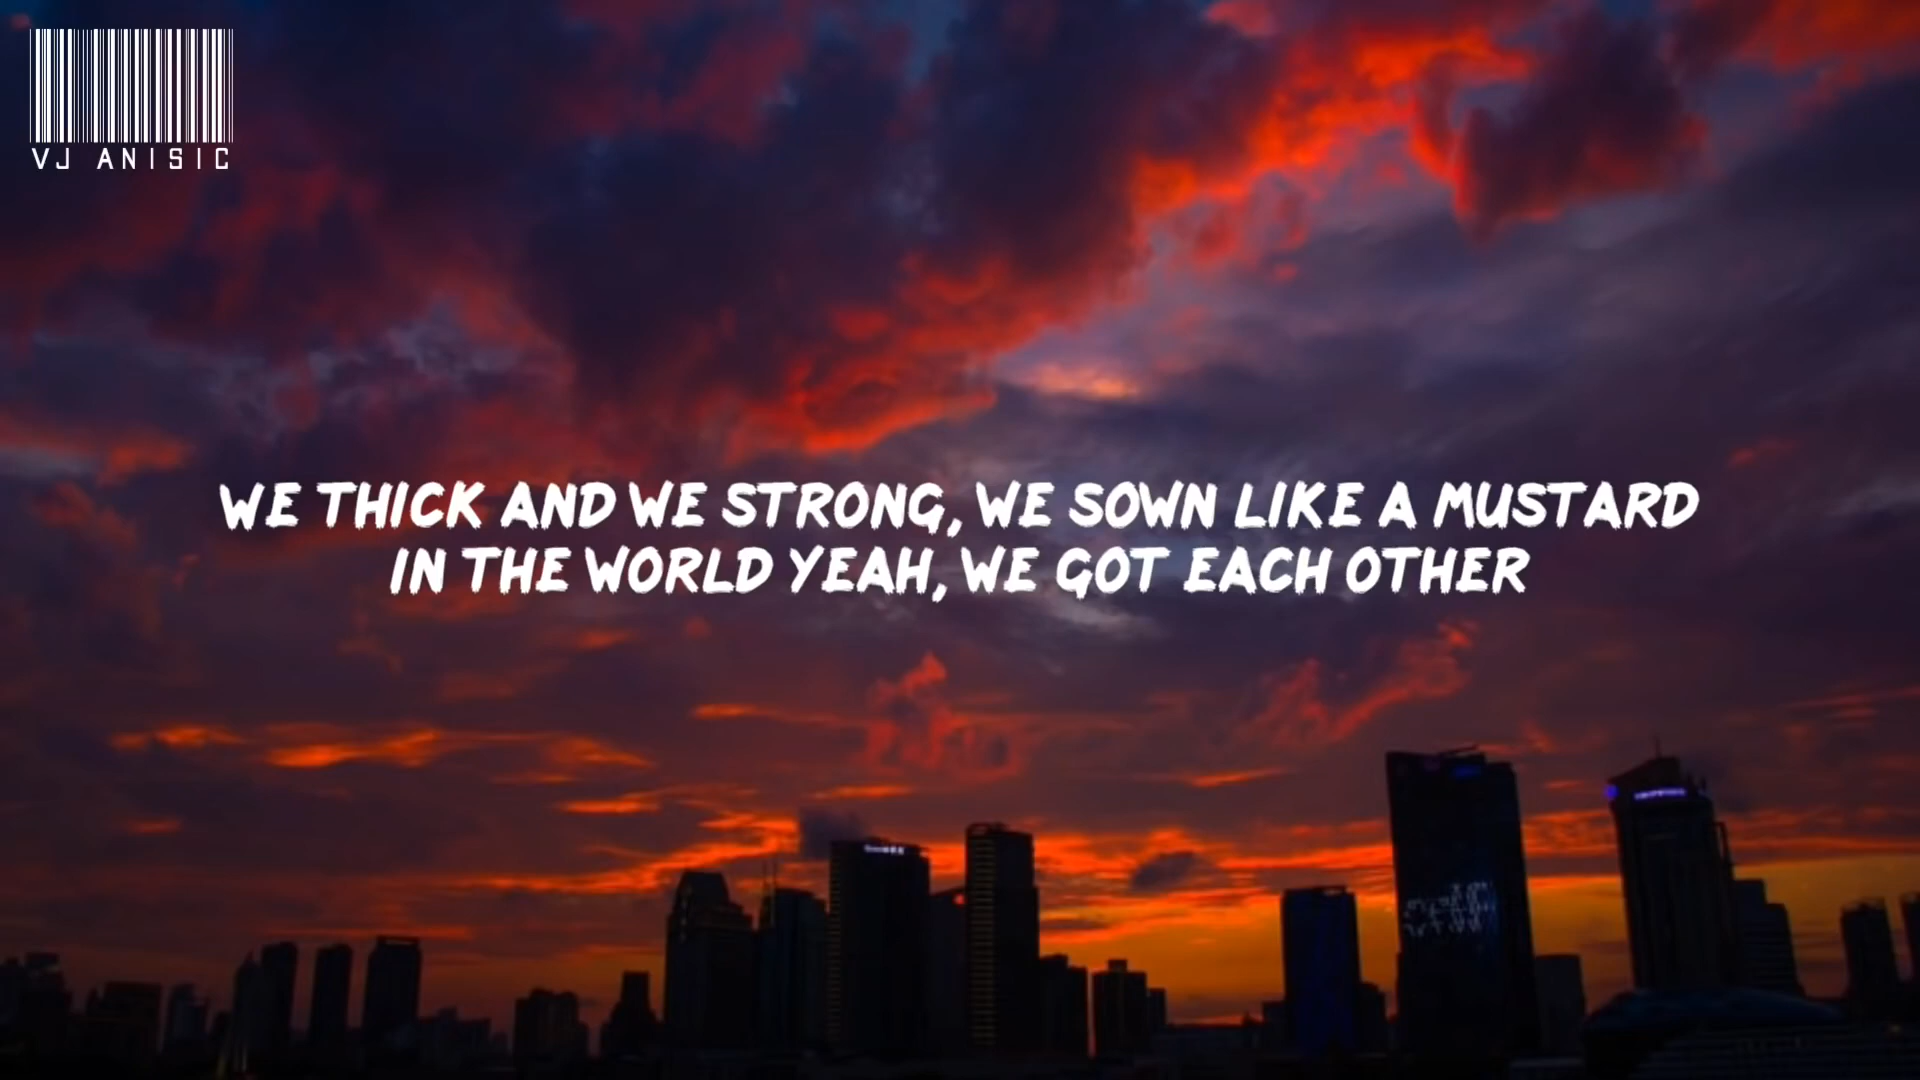 VJ ANISIC
WE THICK AND WE STRONG, WE SOWN LIKE A MUSTARD
IN THE WORLD YEAH, WE GOT EACH OTHER